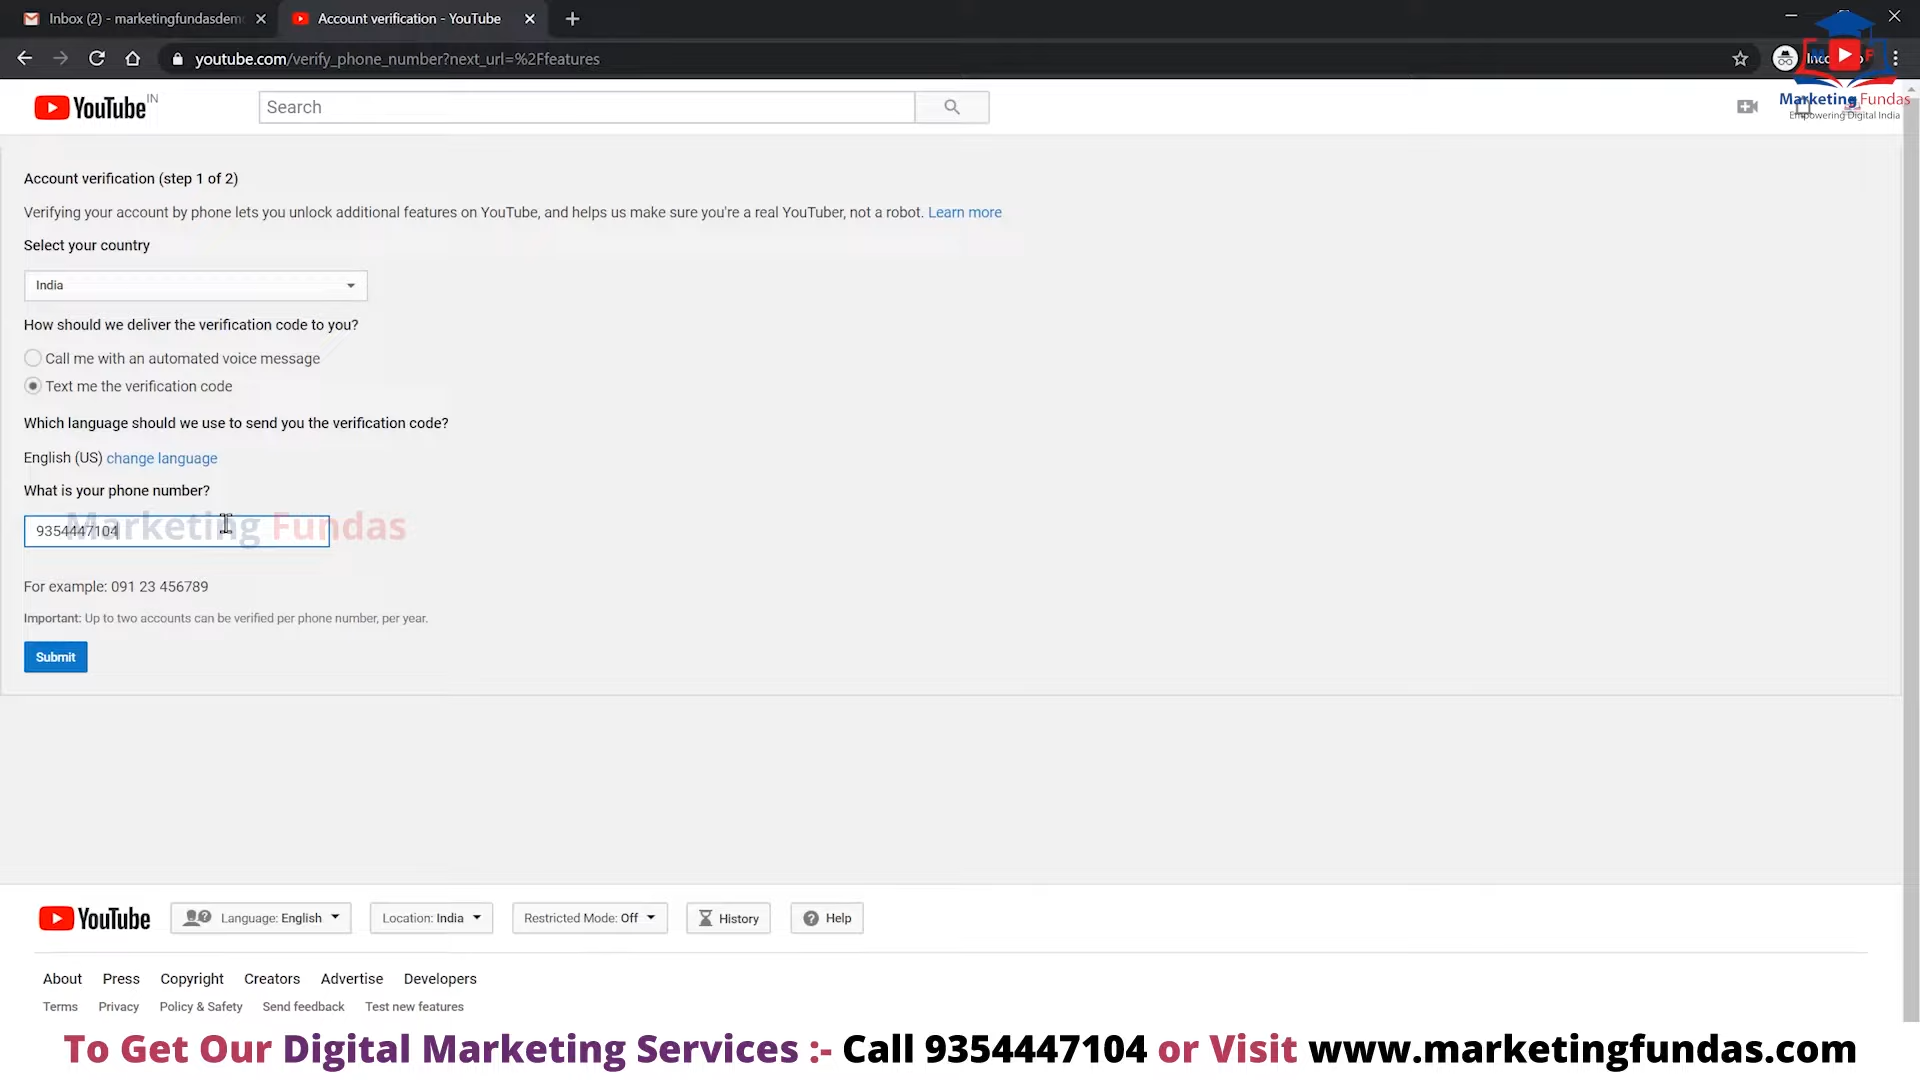 Inbox (2) - marketingfundasdem
Account verification - YouTube
youtube.com/verify_phone_number?next_url=%2Ffeatures
Marketing Fundas
Empowering Digital India
YouTube IN
Search
Account verification (step 1 of 2)
Verifying your account by phone lets you unlock additional features on YouTube, and helps us make sure you're a real YouTuber, not a robot. Learn more
Select your country
India
How should we deliver the verification code to you?
Call me with an automated voice message
Text me the verification code
Which language should we use to send you the verification code?
English (US) change language
What is your phone number?
9354447104
Marketing Fundas
For example: 091 23 456789
Important: Up to two accounts can be verified per phone number, per year.
Submit
YouTube
Language: English
Location: India
Restricted Mode: Off
History
Help
About Press Copyright Creators Advertise Developers
Terms Privacy Policy & Safety Send feedback Test new features
To Get Our Digital Marketing Services :- Call 9354447104 or Visit www.marketingfundas.com